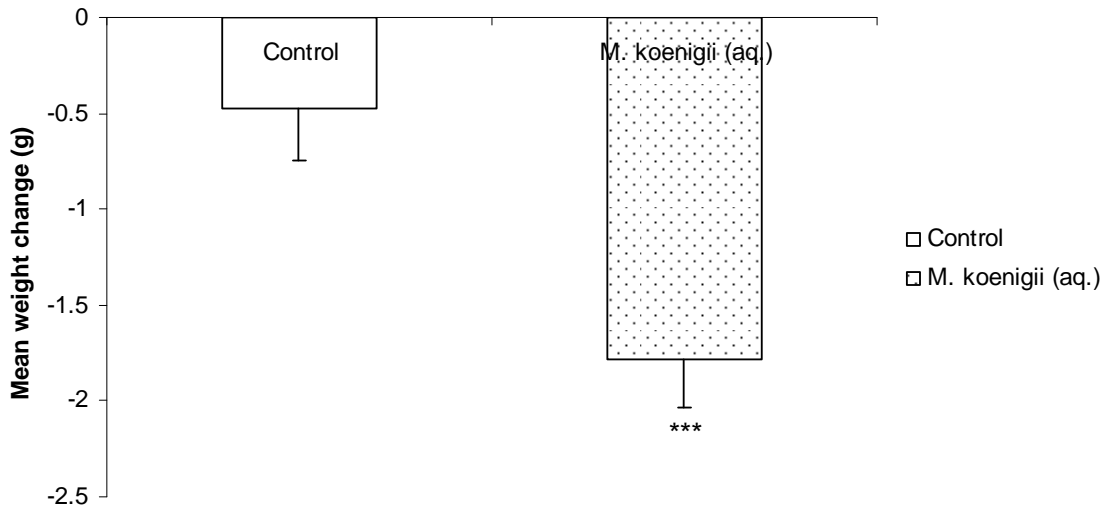 0
-0.5
-1
-1.5
-2
-2.5
Mean weight change (g)
Control
M. koenigii (aq.)
***
Control
M. koenigii (aq.)